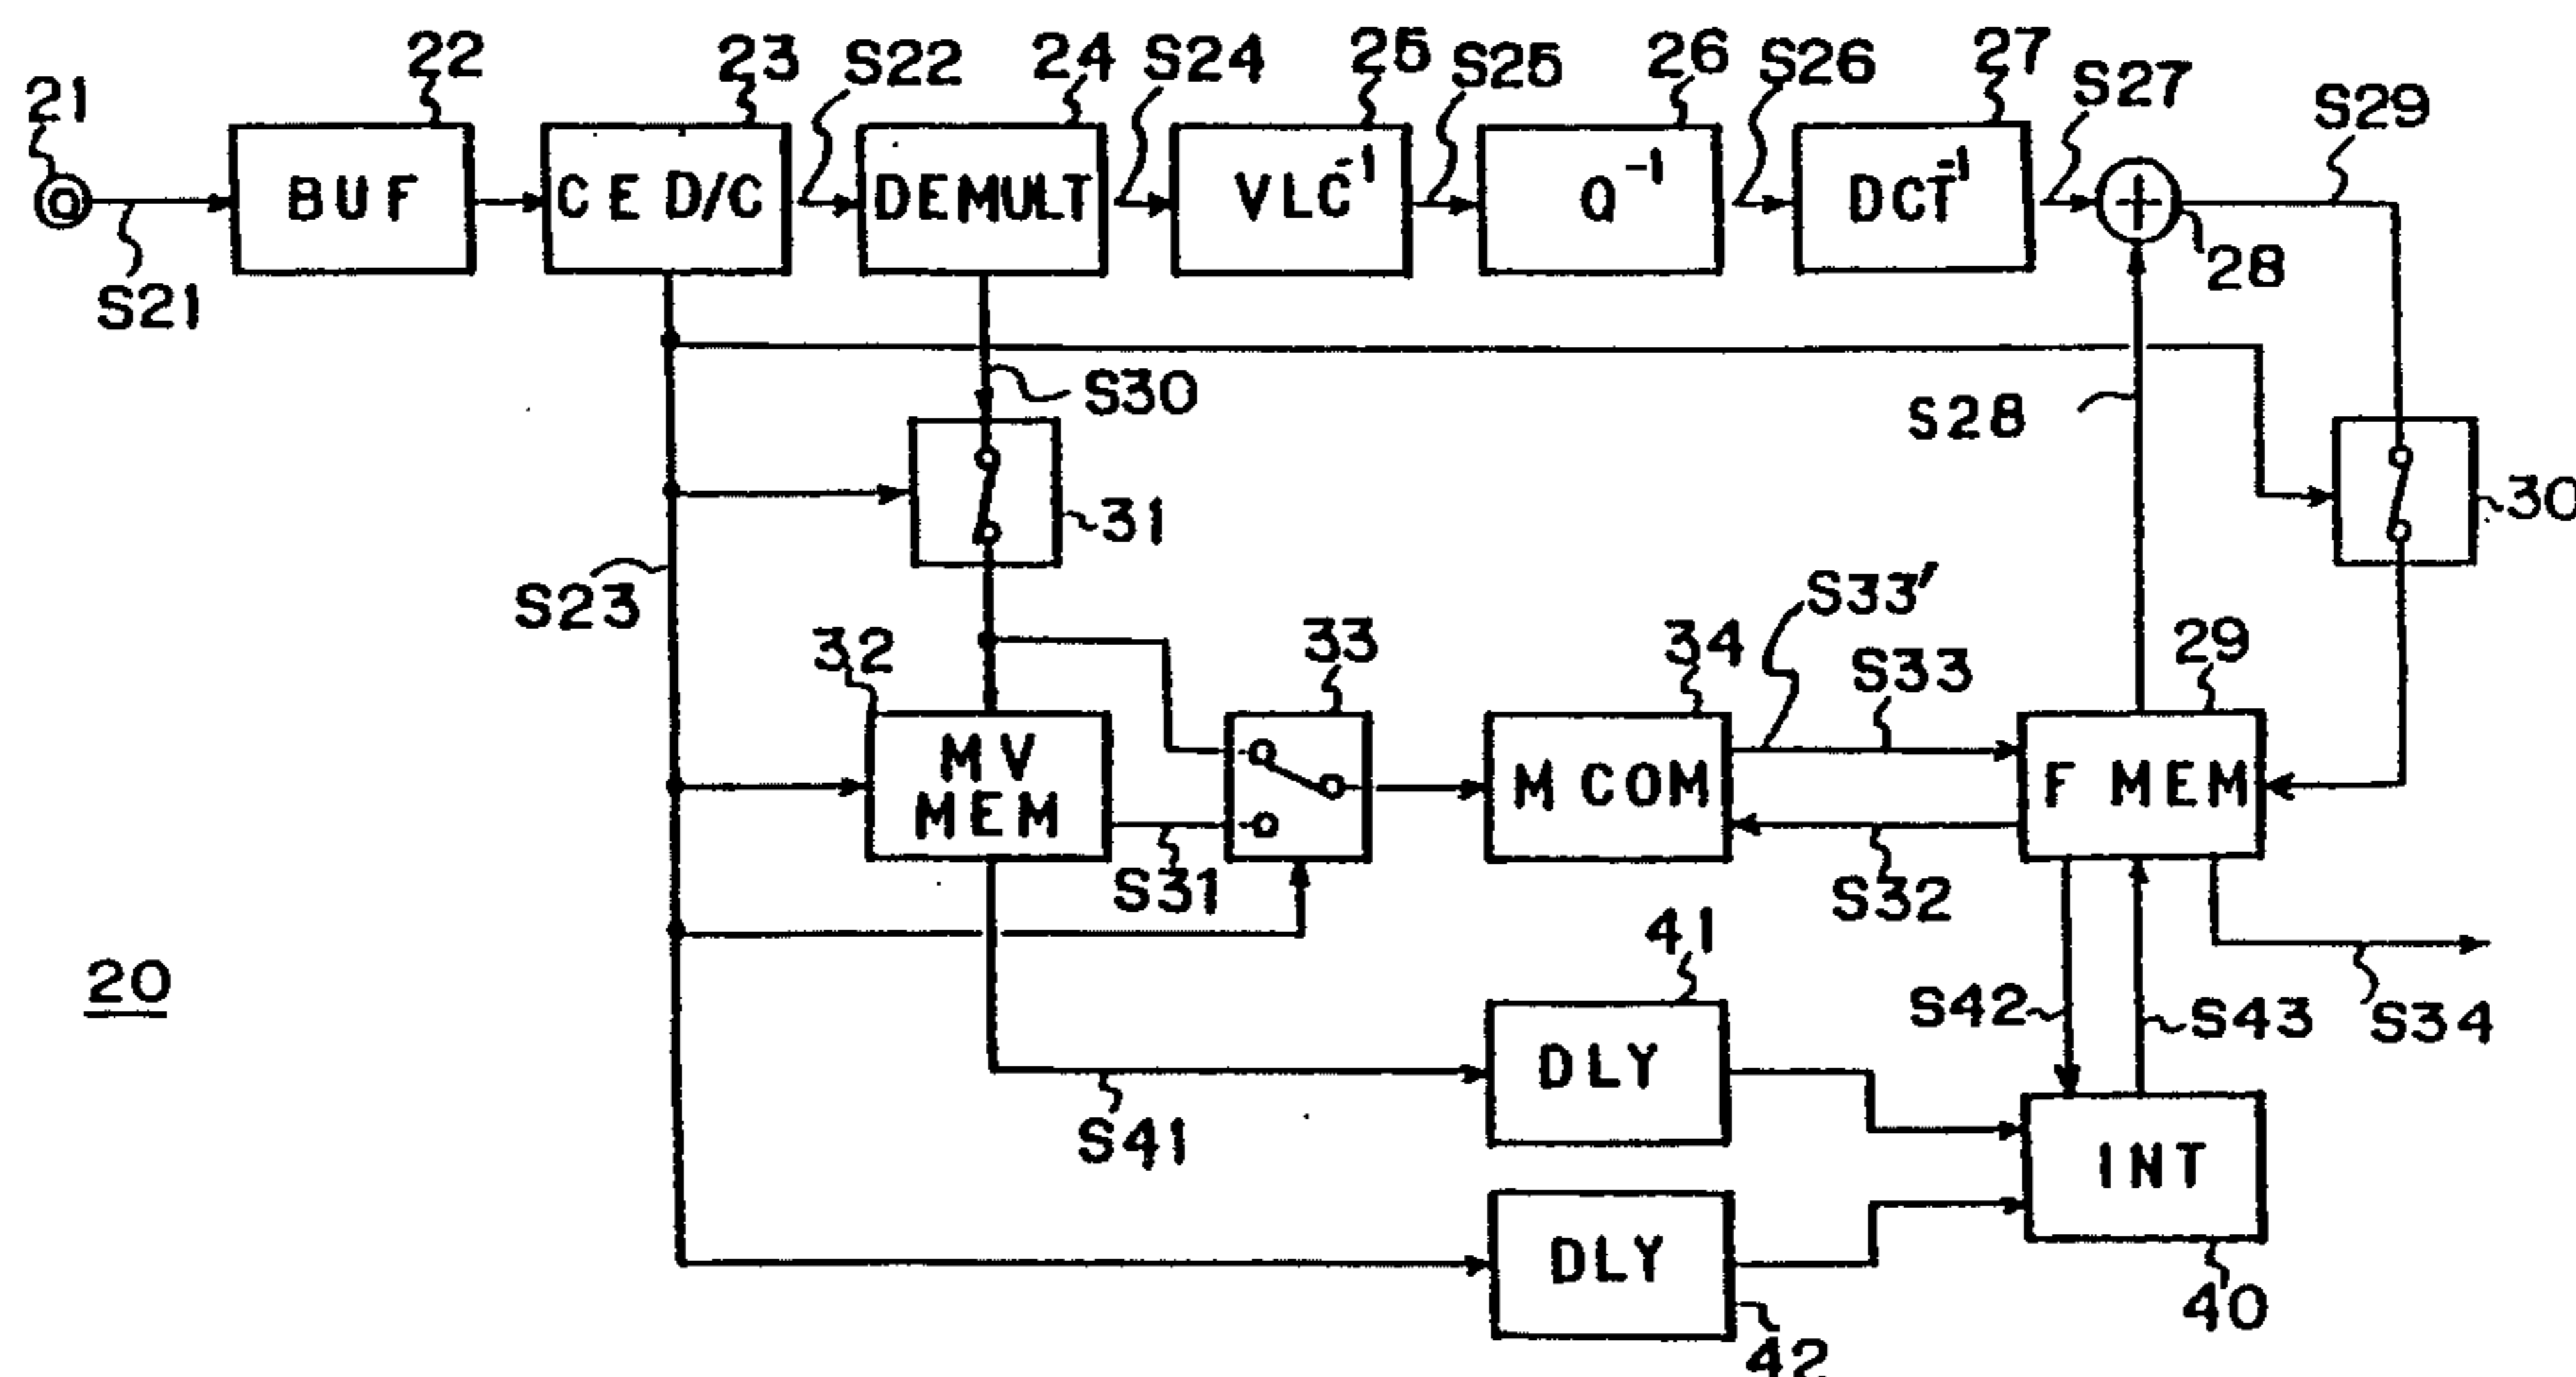 21
22
23
S22
24
S24
25
S25
26
S26
27
S27
S29
BUF
CE D/C
DEMULT
VLC⁻¹
Q⁻¹
DCT⁻¹
+
28
S21
S30
S28
31
30
S23
S33'
32
33
34
S33
29
MV
MEM
M COM
F MEM
S31
S32
41
20
S42
S43
S34
DLY
S41
INT
DLY
40
42